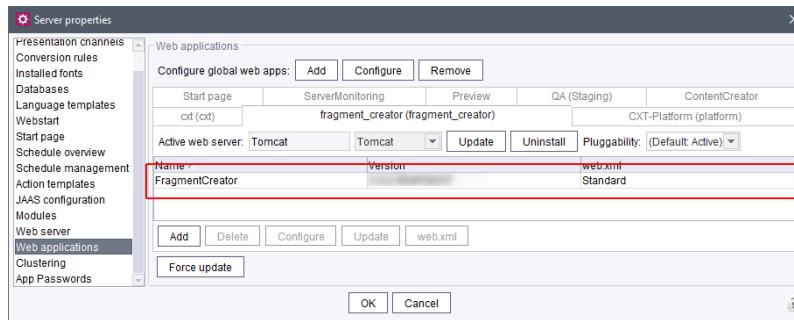 Server properties
Presentation channels
Conversion rules
Installed fonts
Databases
Language templates
Webstart
Start page
Schedule overview
Schedule management
Action templates
JAAS configuration
Modules
Web server
Web applications
Clustering
App Passwords
Web applications
Configure global web apps: Add Configure Remove
Start page ServerMonitoring Preview QA (Staging) ContentCreator
cxt (cxt) fragment_creator (fragment_creator) CXT-Platform (platform)
Active web server: Tomcat Tomcat Update Uninstall Pluggability: (Default: Active)
Name Version web.xml
FragmentCreator Standard
Add Delete Configure Update web.xml
Force update
OK Cancel